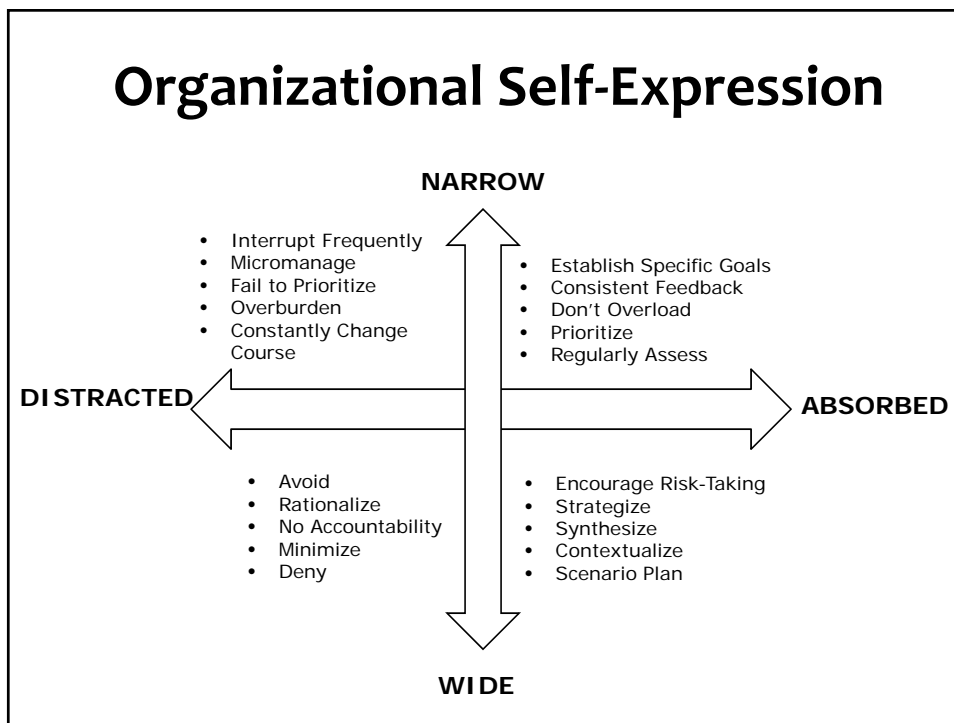 Organizational Self-Expression
NARROW
• Interrupt Frequently
• Micromanage
• Fail to Prioritize
• Overburden
• Constantly Change
Course
• Establish Specific Goals
• Consistent Feedback
• Don't Overload
• Prioritize
• Regularly Assess
DISTRACTED
ABSORBED
• Avoid
• Rationalize
• No Accountability
• Minimize
• Deny
• Encourage Risk-Taking
• Strategize
• Synthesize
• Contextualize
• Scenario Plan
WIDE